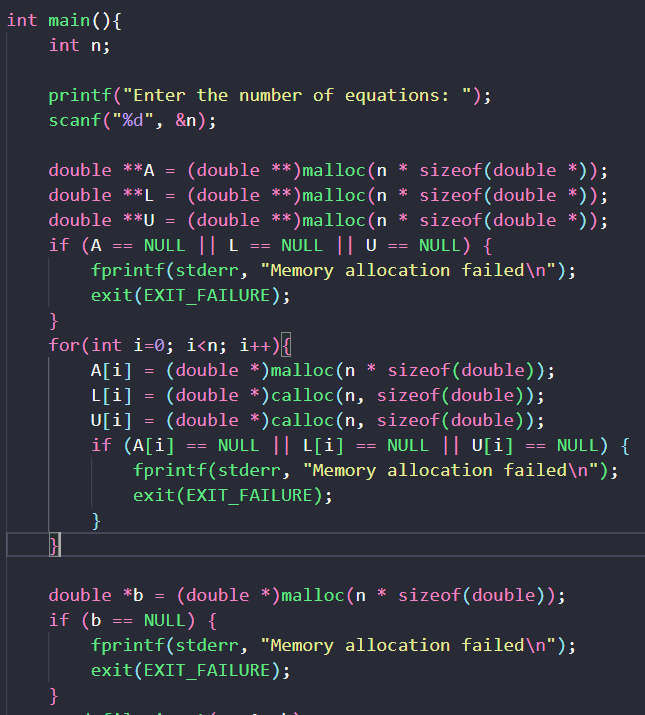 int main(){
    int n;

    printf("Enter the number of equations: ");
    scanf("%d", &n);

    double **A = (double **)malloc(n * sizeof(double *));
    double **L = (double **)malloc(n * sizeof(double *));
    double **U = (double **)malloc(n * sizeof(double *));
    if (A == NULL || L == NULL || U == NULL) {
        fprintf(stderr, "Memory allocation failed\n");
        exit(EXIT_FAILURE);
    }
    for(int i=0; i<n; i++){
        A[i] = (double *)malloc(n * sizeof(double));
        L[i] = (double *)calloc(n, sizeof(double));
        U[i] = (double *)calloc(n, sizeof(double));
        if (A[i] == NULL || L[i] == NULL || U[i] == NULL) {
            fprintf(stderr, "Memory allocation failed\n");
            exit(EXIT_FAILURE);
        }
    }

    double *b = (double *)malloc(n * sizeof(double));
    if (b == NULL) {
        fprintf(stderr, "Memory allocation failed\n");
        exit(EXIT_FAILURE);
    }